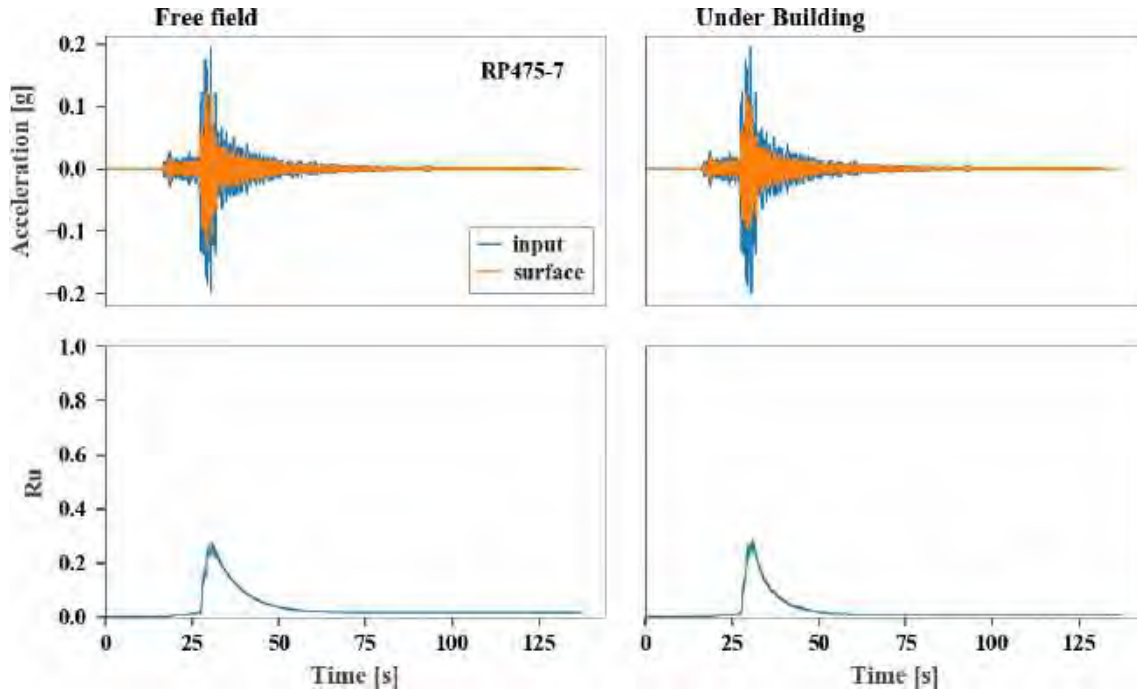 Free field
Under Building
Acceleration [g]
0.2
0.1
0.0
−0.1
−0.2
RP475-7
input
surface
Ru
1.0
0.8
0.6
0.4
0.2
0.0
0 25 50 75 100 125
0 25 50 75 100 125
Time [s]
Time [s]